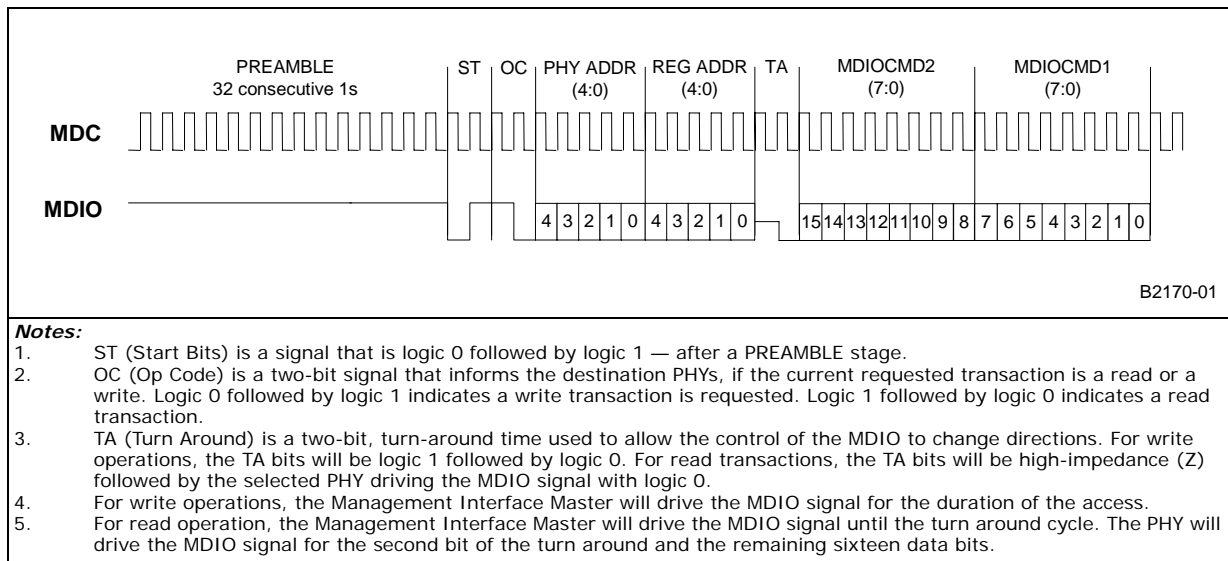 PREAMBLE
32 consecutive 1s
ST
OC
PHY ADDR
(4:0)
REG ADDR
(4:0)
TA
MDIOCMD2
(7:0)
MDIOCMD1
(7:0)
MDC
MDIO
4 3 2 1 0 4 3 2 1 0
15 14 13 12 11 10 9 8 7 6 5 4 3 2 1 0
B2170-01
Notes:
1. ST (Start Bits) is a signal that is logic 0 followed by logic 1 — after a PREAMBLE stage.
2. OC (Op Code) is a two-bit signal that informs the destination PHYs, if the current requested transaction is a read or a
write. Logic 0 followed by logic 1 indicates a write transaction is requested. Logic 1 followed by logic 0 indicates a read
transaction.
3. TA (Turn Around) is a two-bit, turn-around time used to allow the control of the MDIO to change directions. For write
operations, the TA bits will be logic 1 followed by logic 0. For read transactions, the TA bits will be high-impedance (Z)
followed by the selected PHY driving the MDIO signal with logic 0.
4. For write operations, the Management Interface Master will drive the MDIO signal for the duration of the access.
5. For read operation, the Management Interface Master will drive the MDIO signal until the turn around cycle. The PHY will
drive the MDIO signal for the second bit of the turn around and the remaining sixteen data bits.